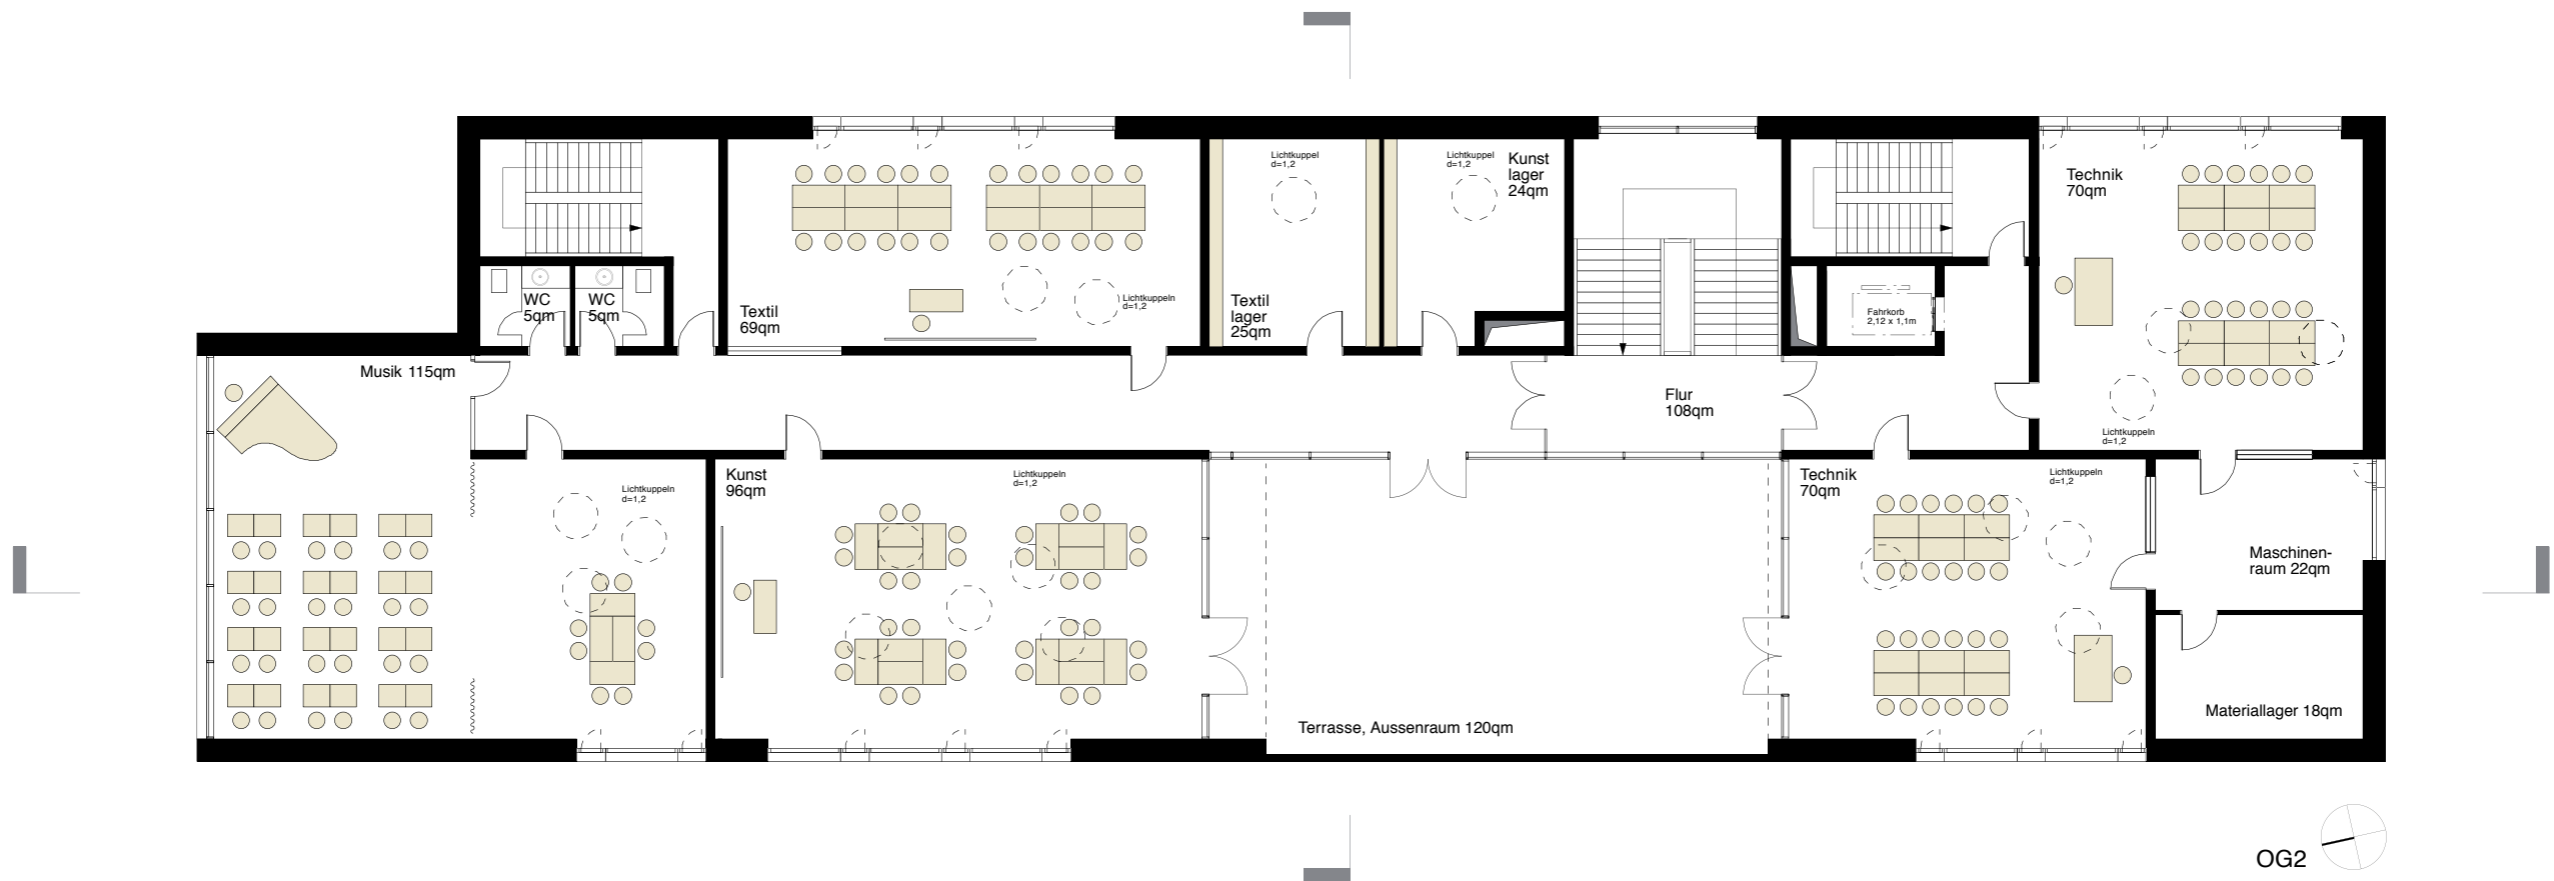 Lichtkuppel
d=1,2
Lichtkuppel
d=1,2
Kunst
lager
24qm
Technik
70qm
WC
5qm
WC
5qm
Textil
69qm
Lichtkuppeln
d=1,2
Textil
lager
25qm
Fahrkorb
2,12 x 1,1m
Musik 115qm
Flur
108qm
Lichtkuppeln
d=1,2
Kunst
96qm
Lichtkuppeln
d=1,2
Lichtkuppeln
d=1,2
Technik
70qm
Lichtkuppeln
d=1,2
Maschinen-
raum 22qm
Terrasse, Aussenraum 120qm
Materiallager 18qm
OG2